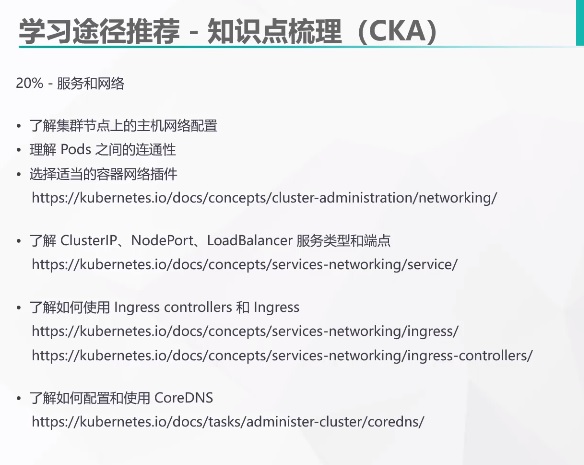 学习途径推荐 - 知识点梳理（CKA）
20% - 服务和网络
• 了解集群节点上的主机网络配置
• 理解 Pods 之间的连通性
• 选择适当的容器网络插件
https://kubernetes.io/docs/concepts/cluster-administration/networking/
• 了解 ClusterIP、NodePort、LoadBalancer 服务类型和端点
https://kubernetes.io/docs/concepts/services-networking/service/
• 了解如何使用 Ingress controllers 和 Ingress
https://kubernetes.io/docs/concepts/services-networking/ingress/
https://kubernetes.io/docs/concepts/services-networking/ingress-controllers/
• 了解如何配置和使用 CoreDNS
https://kubernetes.io/docs/tasks/administer-cluster/coredns/